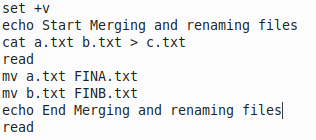 set +v
echo Start Merging and renaming files
cat a.txt b.txt > c.txt
read
mv a.txt FINA.txt
mv b.txt FINB.txt
echo End Merging and renaming files
read